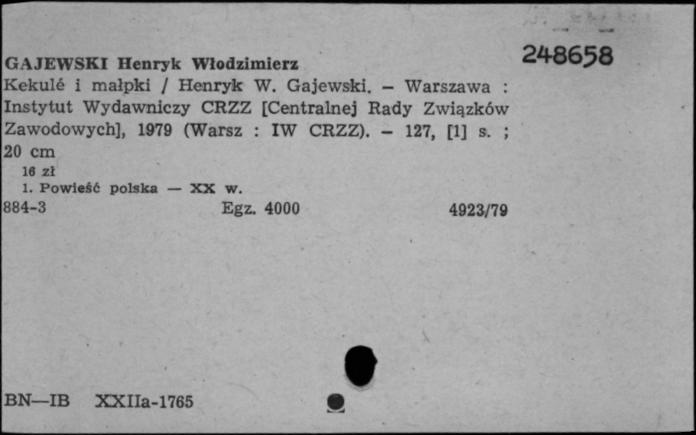 248658
GAJEWSKI Henryk Włodzimierz
Kekulé i małpki / Henryk W. Gajewski. — Warszawa :
Instytut Wydawniczy CRZZ [Centralnej Rady Związków
Zawodowych], 1979 (Warsz : IW CRZZ). — 127, [1] s. ;
20 cm
16 zł
1. Powieść polska — XX w.
884-3 Egz. 4000 4923/79
BN—IB XXIIa-1765